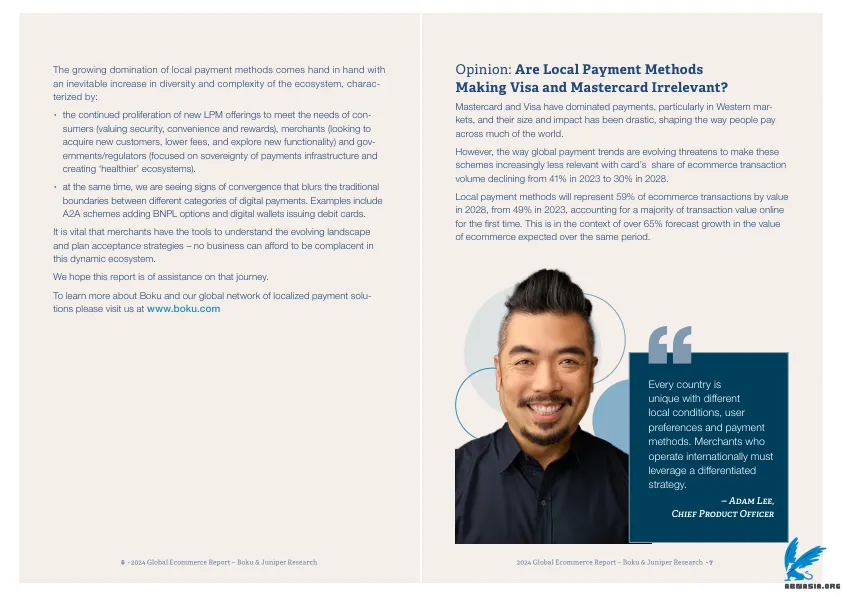 The growing domination of local payment methods comes hand in hand with
an inevitable increase in diversity and complexity of the ecosystem, charac-
terized by:
• the continued proliferation of new LPM offerings to meet the needs of con-
sumers (valuing security, convenience and rewards), merchants (looking to
acquire new customers, lower fees, and explore new functionality) and gov-
ernments/regulators (focused on sovereignty of payments infrastructure and
creating ‘healthier’ ecosystems).
• at the same time, we are seeing signs of convergence that blurs the traditional
boundaries between different categories of digital payments. Examples include
A2A schemes adding BNPL options and digital wallets issuing debit cards.
It is vital that merchants have the tools to understand the evolving landscape
and plan acceptance strategies – no business can afford to be complacent in
this dynamic ecosystem.
We hope this report is of assistance on that journey.
To learn more about Boku and our global network of localized payment solu-
tions please visit us at www.boku.com
6 - 2024 Global Ecommerce Report – Boku & Juniper Research
Opinion: Are Local Payment Methods
Making Visa and Mastercard Irrelevant?
Mastercard and Visa have dominated payments, particularly in Western mar-
kets, and their size and impact has been drastic, shaping the way people pay
across much of the world.
However, the way global payment trends are evolving threatens to make these
schemes increasingly less relevant with card’s share of ecommerce transaction
volume declining from 41% in 2023 to 30% in 2028.
Local payment methods will represent 59% of ecommerce transactions by value
in 2028, from 49% in 2023, accounting for a majority of transaction value online
for the first time. This is in the context of over 65% forecast growth in the value
of ecommerce expected over the same period.
“
Every country is
unique with different
local conditions, user
preferences and payment
methods. Merchants who
operate internationally must
leverage a differentiated
strategy.
– Adam Lee,
Chief Product Officer
2024 Global Ecommerce Report – Boku & Juniper Research - 7
ABMASIA.ORG